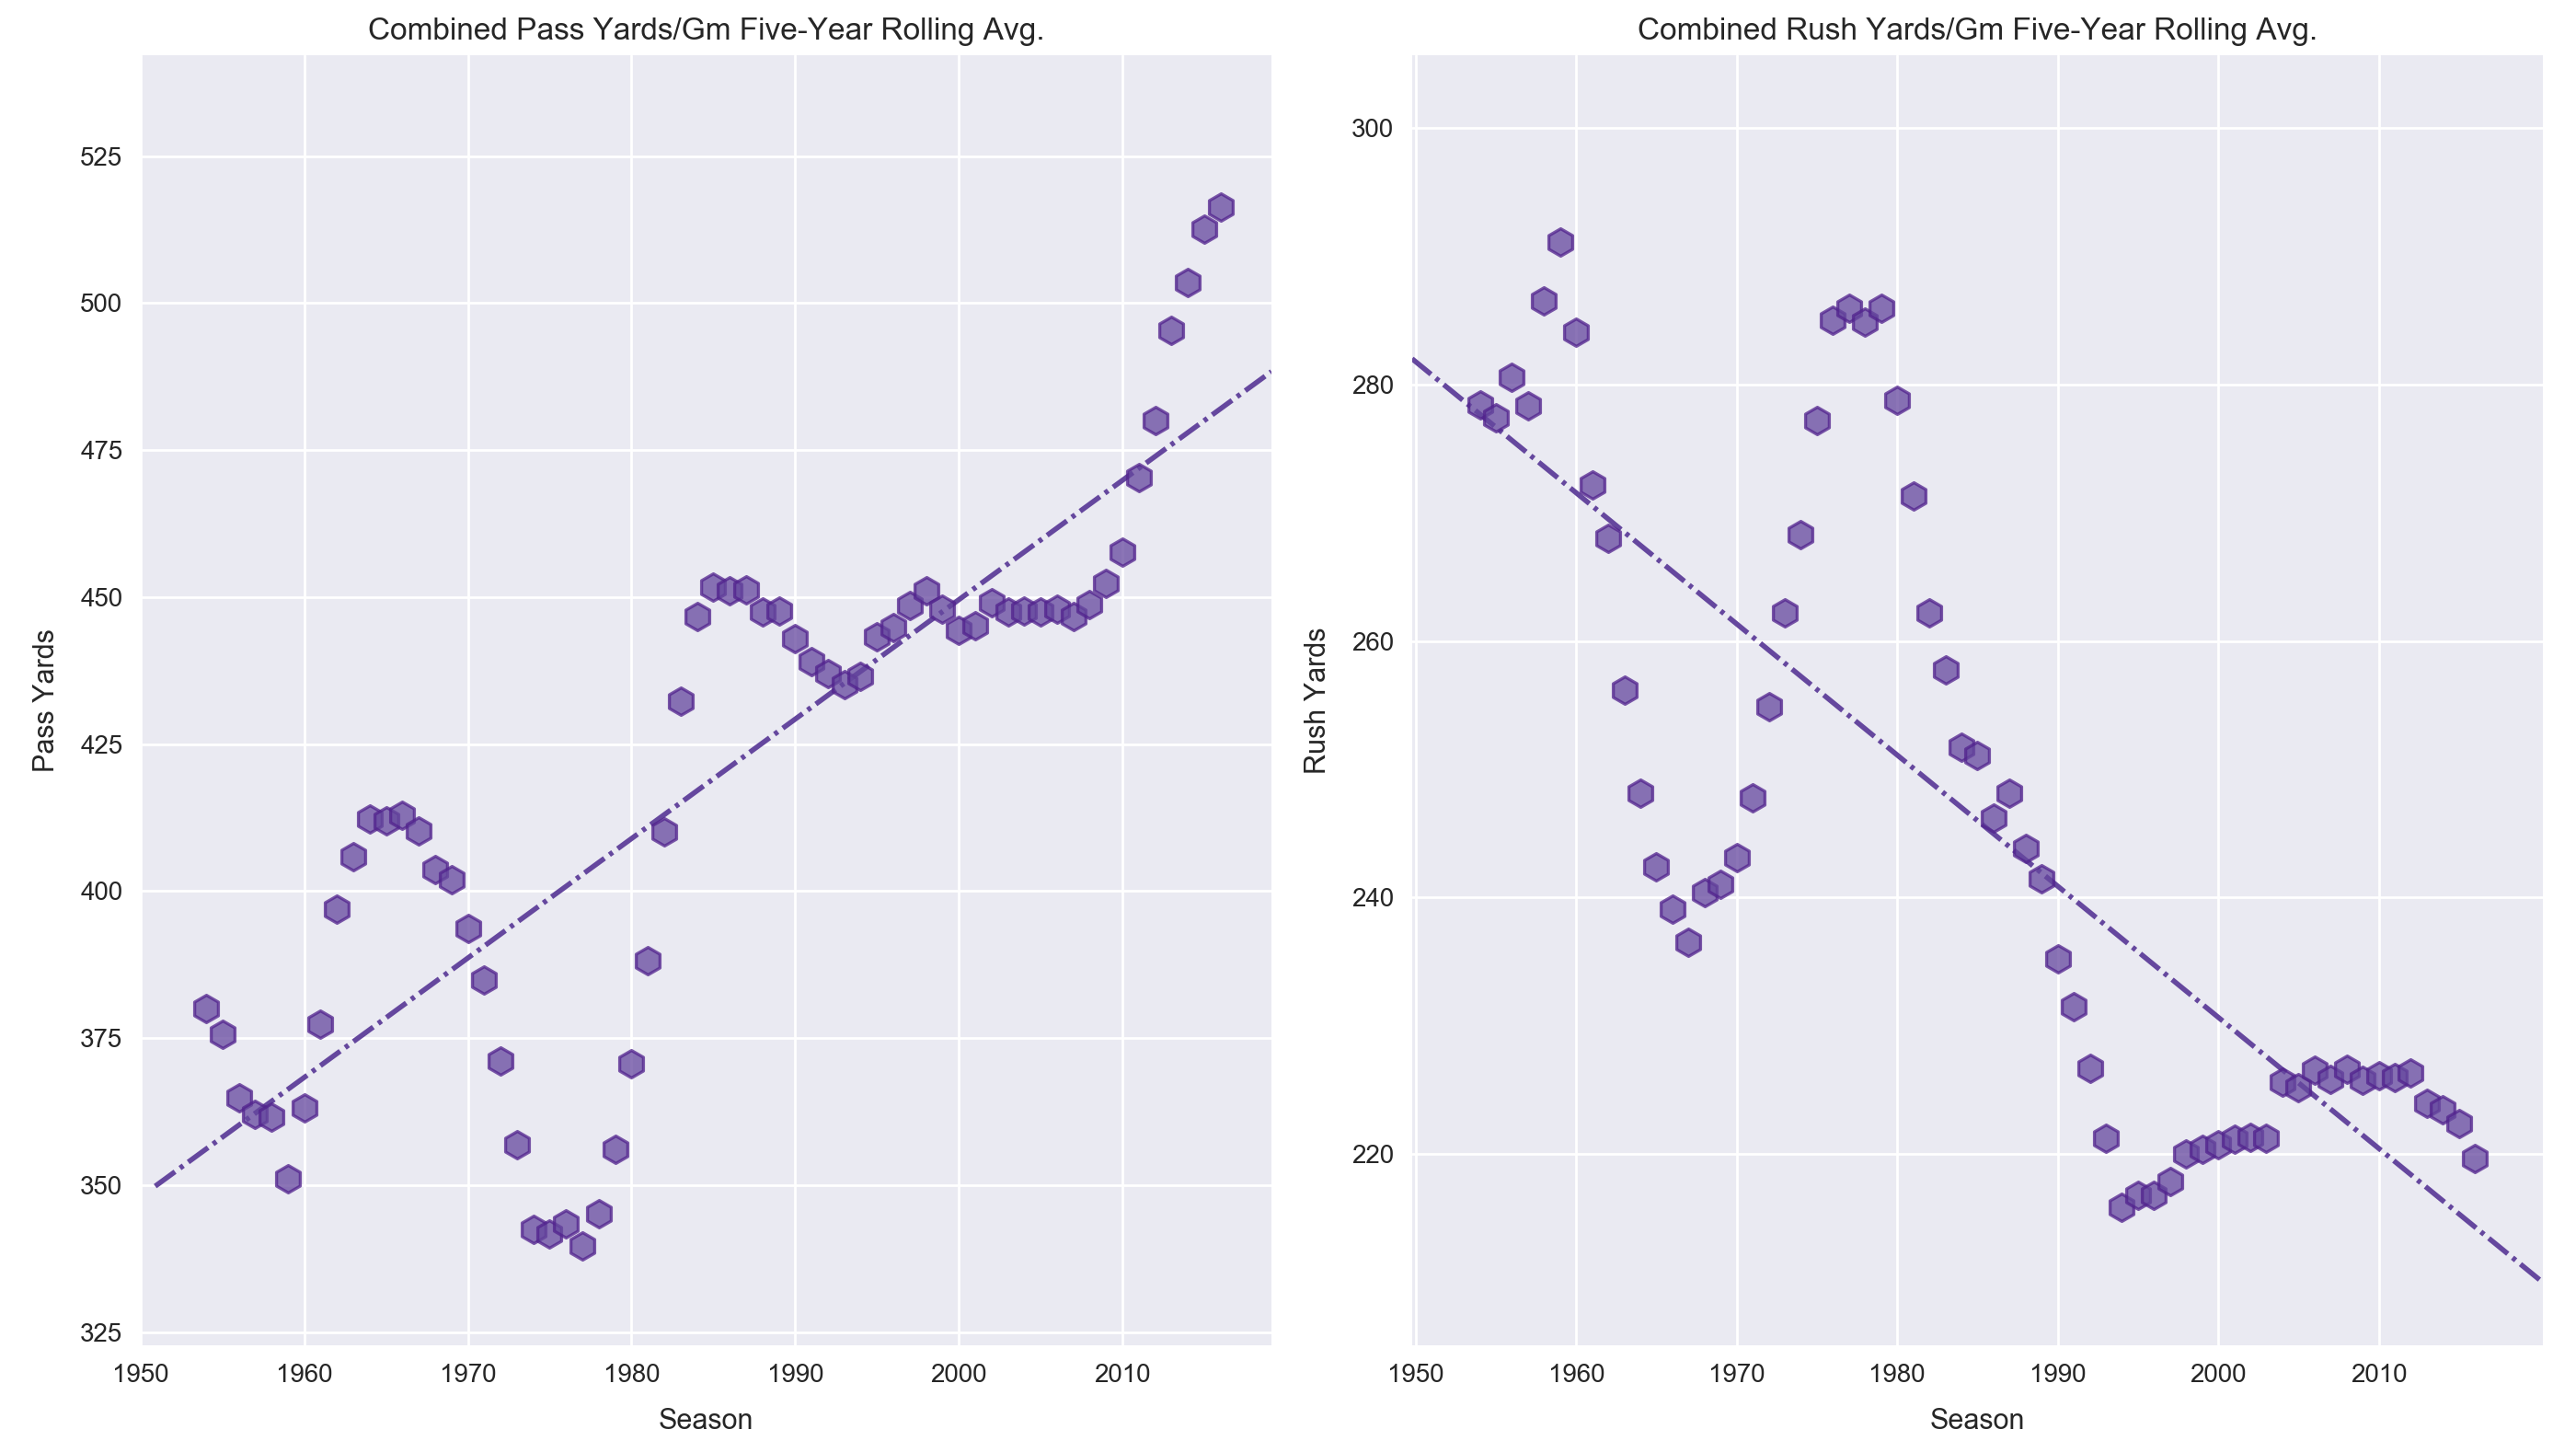 Combined Pass Yards/Gm Five-Year Rolling Avg.
Pass Yards
525
500
475
450
425
400
375
350
325
1950 1960 1970 1980 1990 2000 2010
Season
Combined Rush Yards/Gm Five-Year Rolling Avg.
Rush Yards
300
280
260
240
220
1950 1960 1970 1980 1990 2000 2010
Season